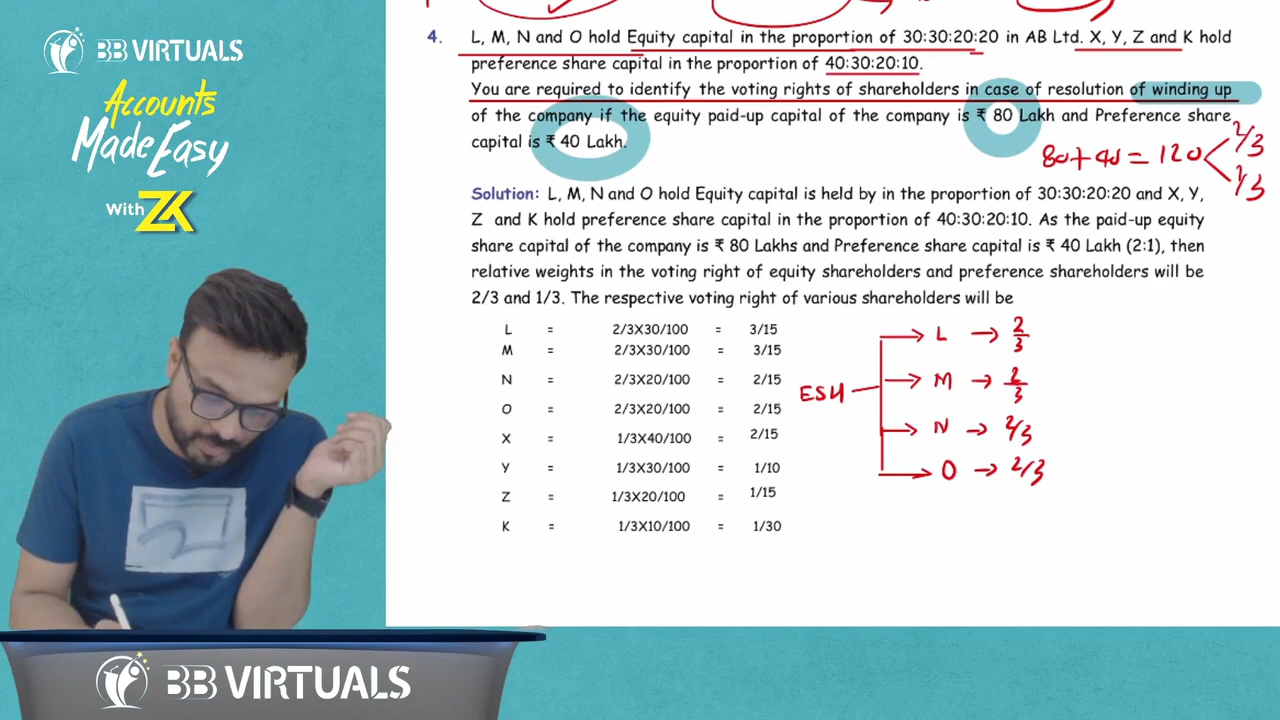 BB VIRTUALS
Accounts
Made Easy
With ZK
4. L, M, N and O hold Equity capital in the proportion of 30:30:20:20 in AB Ltd. X, Y, Z and K hold
preference share capital in the proportion of 40:30:20:10.
You are required to identify the voting rights of shareholders in case of resolution of winding up
of the company if the equity paid-up capital of the company is ₹ 80 Lakh and Preference share
capital is ₹ 40 Lakh.
80+40 = 120 < 2/3
1/3
Solution: L, M, N and O hold Equity capital is held by in the proportion of 30:30:20:20 and X, Y,
Z and K hold preference share capital in the proportion of 40:30:20:10. As the paid-up equity
share capital of the company is ₹ 80 Lakhs and Preference share capital is ₹ 40 Lakh (2:1), then
relative weights in the voting right of equity shareholders and preference shareholders will be
2/3 and 1/3. The respective voting right of various shareholders will be
L = 2/3X30/100 = 3/15
M = 2/3X30/100 = 3/15
N = 2/3X20/100 = 2/15
O = 2/3X20/100 = 2/15
X = 1/3X40/100 = 2/15
Y = 1/3X30/100 = 1/10
Z = 1/3X20/100 = 1/15
K = 1/3X10/100 = 1/30
ESH
L → 2/3
M → 2/3
N → 2/3
O → 2/3
BB VIRTUALS